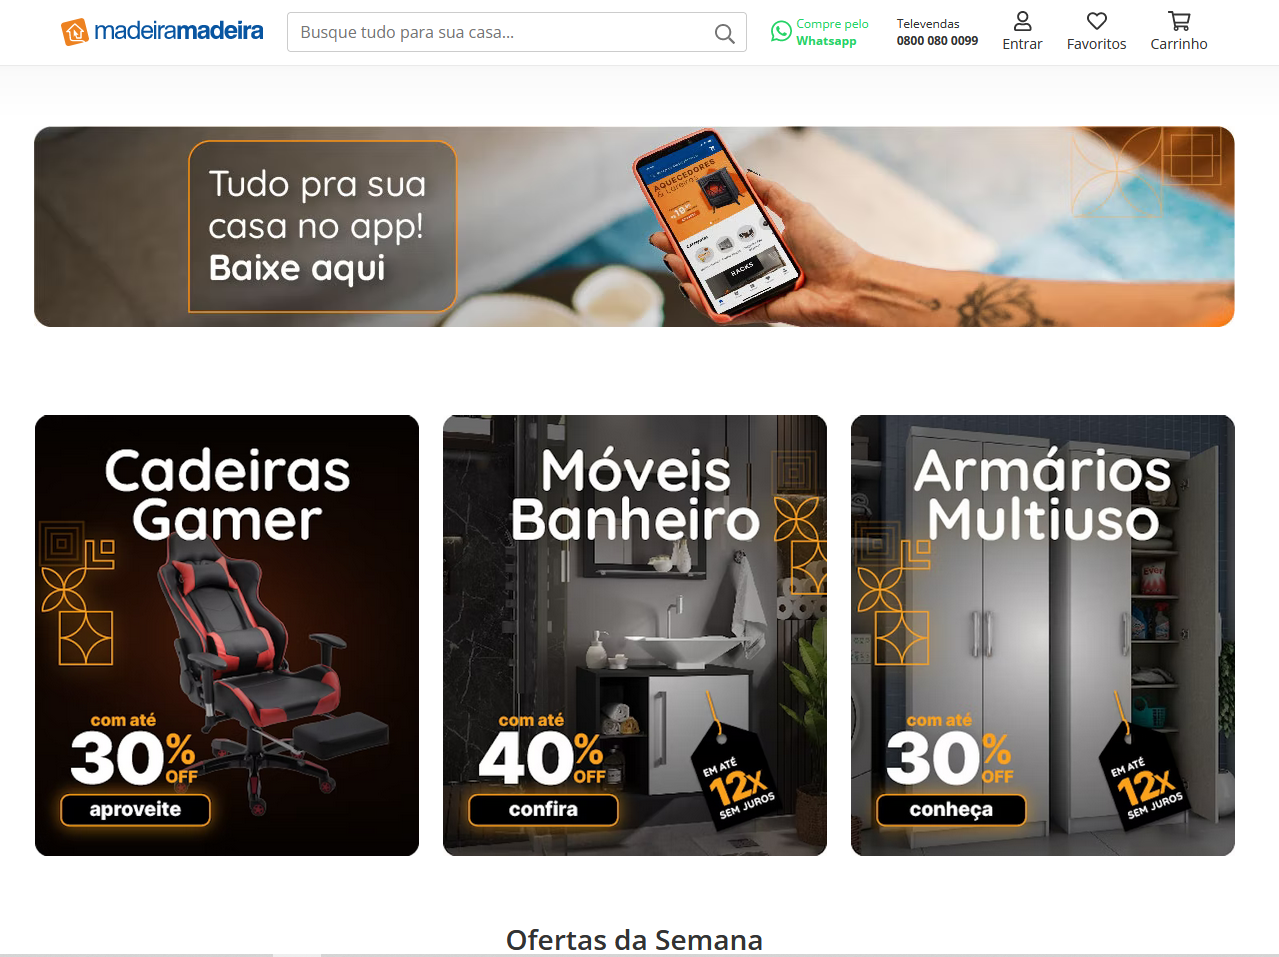 madeiramadeira
Busque tudo para sua casa...
Compre pelo
Whatsapp
Televendas
0800 080 0099
Entrar
Favoritos
Carrinho
Tudo pra sua
casa no app!
Baixe aqui
AQUECEDORES
& Lareiras
RACKS
Cadeiras
Gamer
com até
30% OFF
aproveite
Móveis
Banheiro
com até
40% OFF
confira
EM ATÉ
12X
SEM JUROS
Armários
Multiuso
com até
30% OFF
conheça
EM ATÉ
12X
SEM JUROS
Ofertas da Semana